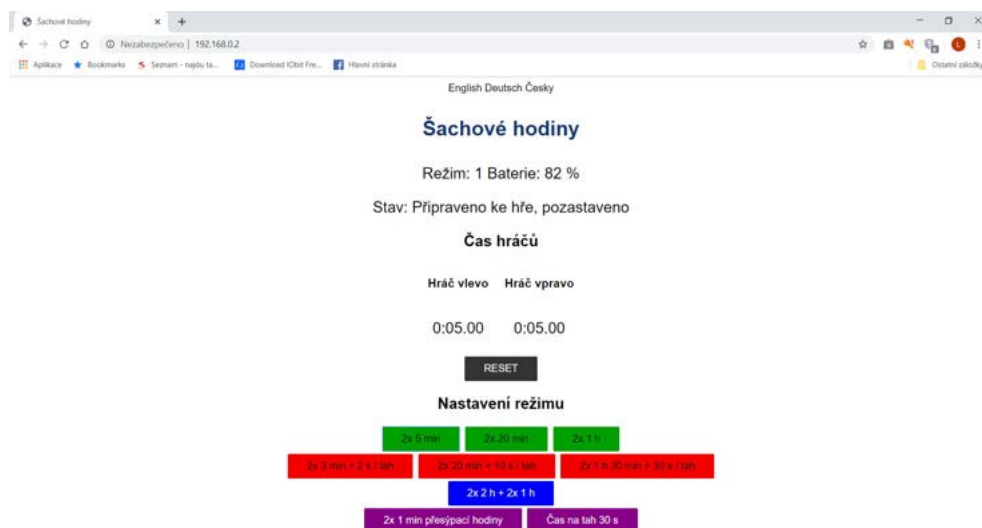 Šachové hodiny
Nezabezpečeno | 192.168.0.2
Aplikace Bookmarks Seznam - najdu ta... Download IObit Fre... Hlavní stránka Ostatní záložky
English Deutsch Česky
Šachové hodiny
Režim: 1 Baterie: 82 %
Stav: Připraveno ke hře, pozastaveno
Čas hráčů
Hráč vlevo Hráč vpravo
0:05.00 0:05.00
RESET
Nastavení režimu
2x 5 min 2x 20 min 2x 1 h
2x 3 min + 2 s / tah 2x 20 min + 10 s / tah 2x 1 h 30 min + 30 s / tah
2x 2 h + 2x 1 h
2x 1 min přesýpací hodiny Čas na tah 30 s